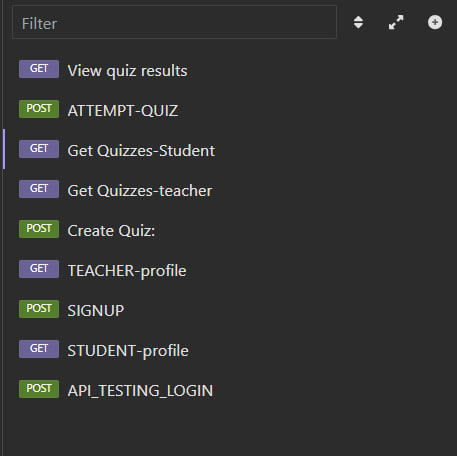 Filter
GET View quiz results
POST ATTEMPT-QUIZ
GET Get Quizzes-Student
GET Get Quizzes-teacher
POST Create Quiz:
GET TEACHER-profile
POST SIGNUP
GET STUDENT-profile
POST API_TESTING_LOGIN